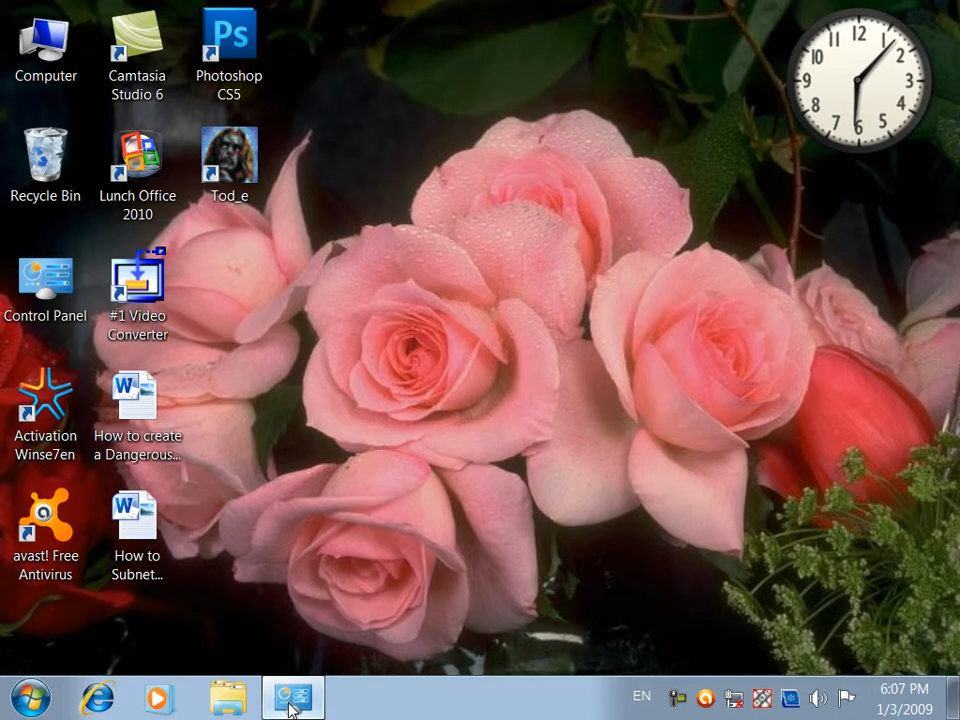 Computer
Camtasia
Studio 6
Ps
Photoshop
CS5
Recycle Bin
Lunch Office
2010
Tod_e
Control Panel
#1 Video
Converter
Activation
Winse7en
W
How to create
a Dangerous...
avast! Free
Antivirus
W
How to
Subnet...
12
1
2
3
4
5
6
7
8
9
10
11
EN
6:07 PM
1/3/2009